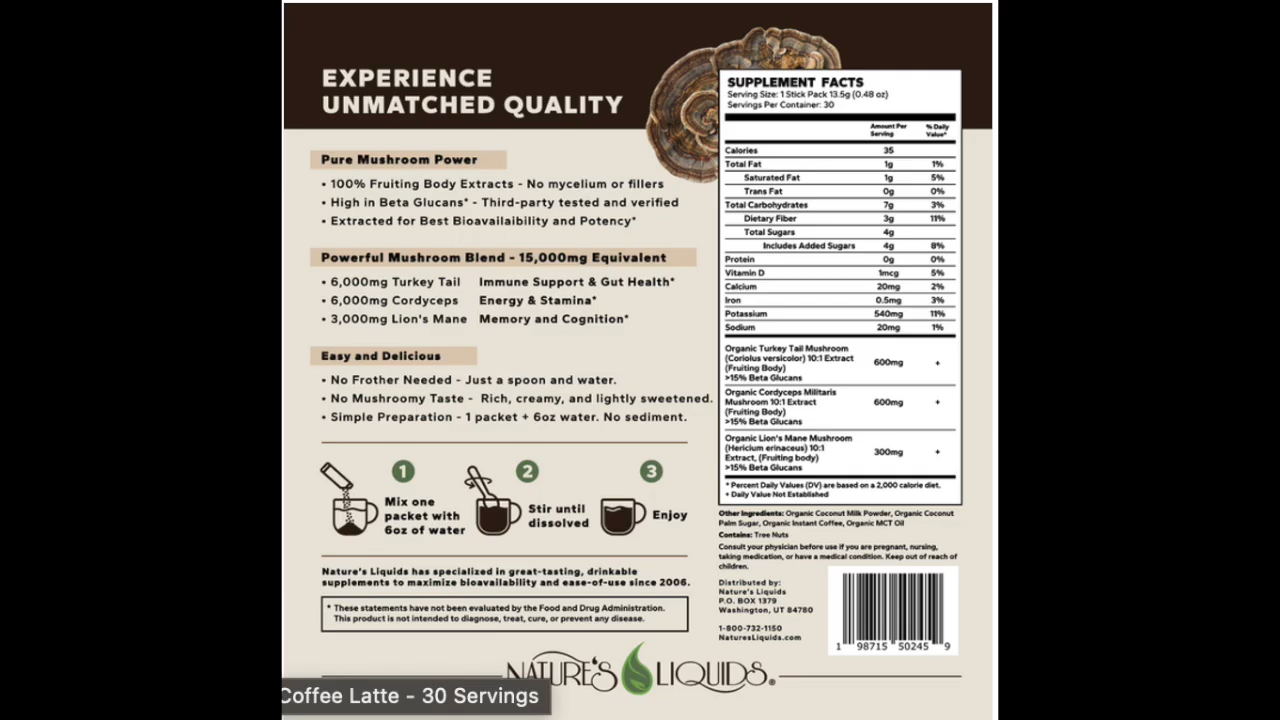 EXPERIENCE
UNMATCHED QUALITY
Pure Mushroom Power
• 100% Fruiting Body Extracts - No mycelium or fillers
• High in Beta Glucans* - Third-party tested and verified
• Extracted for Best Bioavailaibility and Potency*
Powerful Mushroom Blend - 15,000mg Equivalent
• 6,000mg Turkey Tail Immune Support & Gut Health*
• 6,000mg Cordyceps Energy & Stamina*
• 3,000mg Lion's Mane Memory and Cognition*
Easy and Delicious
• No Frother Needed - Just a spoon and water.
• No Mushroomy Taste - Rich, creamy, and lightly sweetened.
• Simple Preparation - 1 packet + 6oz water. No sediment.
1
Mix one
packet with
6oz of water
2
Stir until
dissolved
3
Enjoy
Nature's Liquids has specialized in great-tasting, drinkable
supplements to maximize bioavailability and ease-of-use since 2006.
* These statements have not been evaluated by the Food and Drug Administration.
This product is not intended to diagnose, treat, cure, or prevent any disease.
SUPPLEMENT FACTS
Serving Size: 1 Stick Pack 13.5g (0.48 oz)
Servings Per Container: 30
Amount Per
Serving
% Daily
Value*
Calories 35
Total Fat 1g 1%
Saturated Fat 1g 5%
Trans Fat 0g 0%
Total Carbohydrates 7g 3%
Dietary Fiber 3g 11%
Total Sugars 4g
Includes Added Sugars 4g 8%
Protein 0g 0%
Vitamin D 1mcg 5%
Calcium 20mg 2%
Iron 0.5mg 3%
Potassium 540mg 11%
Sodium 20mg 1%
Organic Turkey Tail Mushroom
(Coriolus versicolor) 10:1 Extract 600mg +
(Fruiting Body)
>15% Beta Glucans
Organic Cordyceps Militaris
Mushroom 10:1 Extract 600mg +
(Fruiting Body)
>15% Beta Glucans
Organic Lion's Mane Mushroom
(Hericium erinaceus) 10:1 300mg +
Extract, (Fruiting body)
>15% Beta Glucans
* Percent Daily Values (DV) are based on a 2,000 calorie diet.
+ Daily Value Not Established
Other Ingredients: Organic Coconut Milk Powder, Organic Coconut
Palm Sugar, Organic Instant Coffee, Organic MCT Oil
Contains: Tree Nuts
Consult your physician before use if you are pregnant, nursing,
taking medication, or have a medical condition. Keep out of reach of
children.
Distributed by:
Nature's Liquids
P.O. BOX 1379
Washington, UT 84780
1-800-732-1150
NaturesLiquids.com
1 98715 50245 9
NATURE'S LIQUIDS®
Coffee Latte - 30 Servings